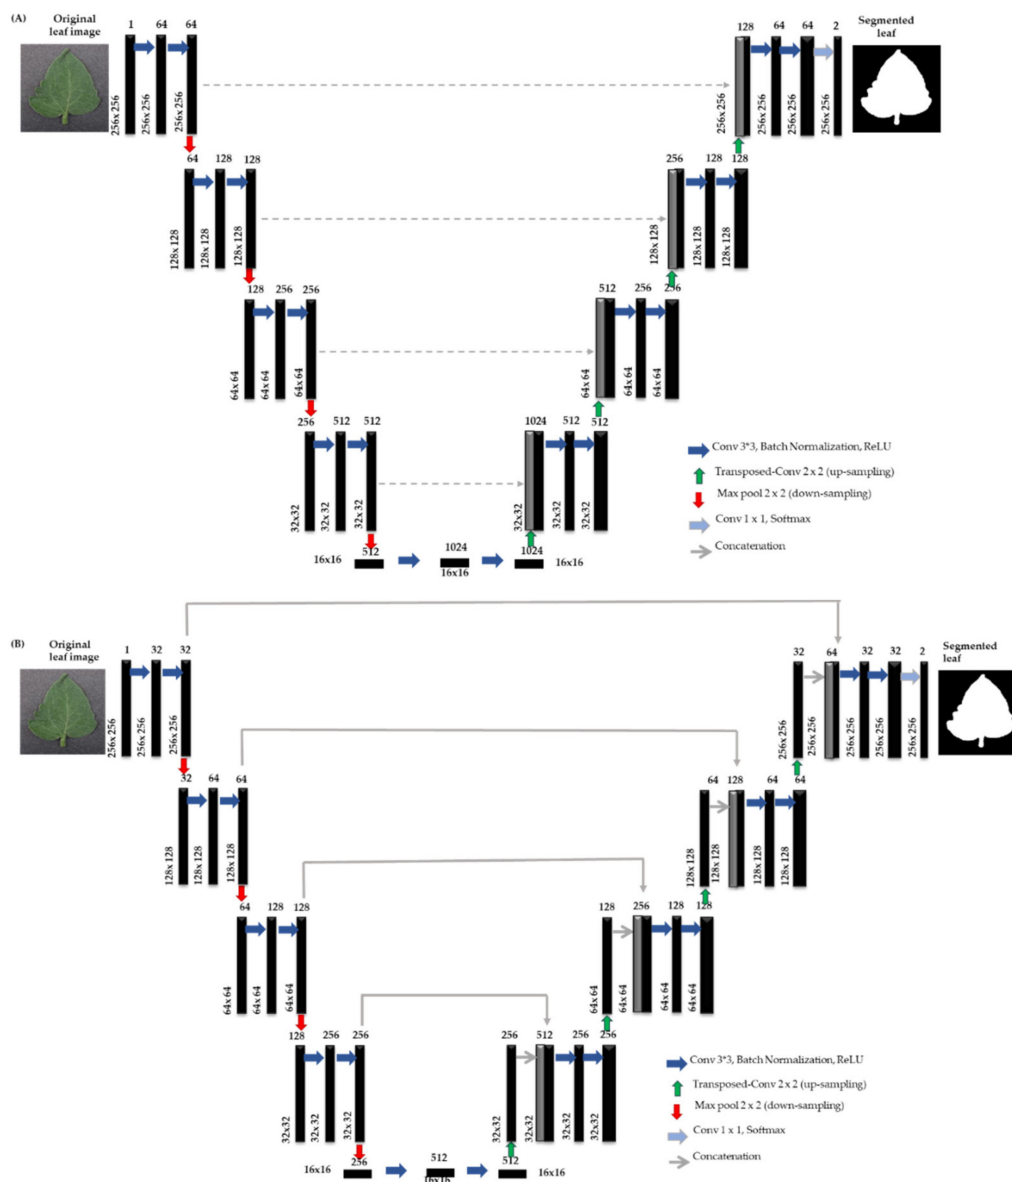 (A)
Original
leaf image
1 64 64
256x256 256x256 256x256
128 64 64 2
256x256 256x256 256x256 256x256
Segmented
leaf
64 128 128
128x128 128x128 128x128
256 128 128
128x128 128x128 128x128
128 256 256
64x64 64x64 64x64
512 256 256
64x64 64x64 64x64
256 512 512
32x32 32x32 32x32
1024 512 512
32x32 32x32 32x32
16x16 512 1024 16x16 1024 16x16
Conv 3*3, Batch Normalization, ReLU
Transposed-Conv 2 x 2 (up-sampling)
Max pool 2 x 2 (down-sampling)
Conv 1 x 1, Softmax
Concatenation
(B)
Original
leaf image
1 32 32
256x256 256x256 256x256
32 64 32 32 2
256x256 256x256 256x256 256x256 256x256
Segmented
leaf
32 64 64
128x128 128x128 128x128
64 128 64 64
128x128 128x128 128x128 128x128
64 128 128
64x64 64x64 64x64
128 256 128 128
64x64 64x64 64x64 64x64
128 256 256
32x32 32x32 32x32
256 512 256 256
32x32 32x32 32x32 32x32
16x16 256 512 16x16 512 16x16
Conv 3*3, Batch Normalization, ReLU
Transposed-Conv 2 x 2 (up-sampling)
Max pool 2 x 2 (down-sampling)
Conv 1 x 1, Softmax
Concatenation